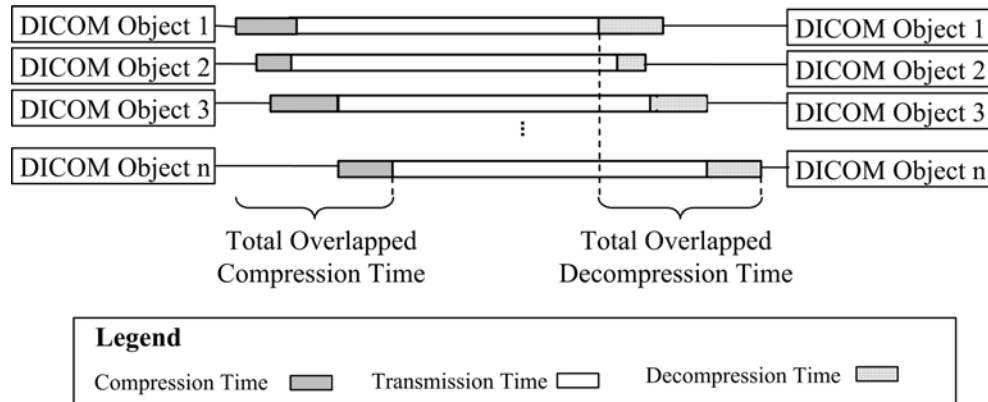 DICOM Object 1
DICOM Object 1
DICOM Object 2
DICOM Object 2
DICOM Object 3
DICOM Object 3
...
DICOM Object n
DICOM Object n
Total Overlapped
Compression Time
Total Overlapped
Decompression Time
Legend
Compression Time
Transmission Time
Decompression Time